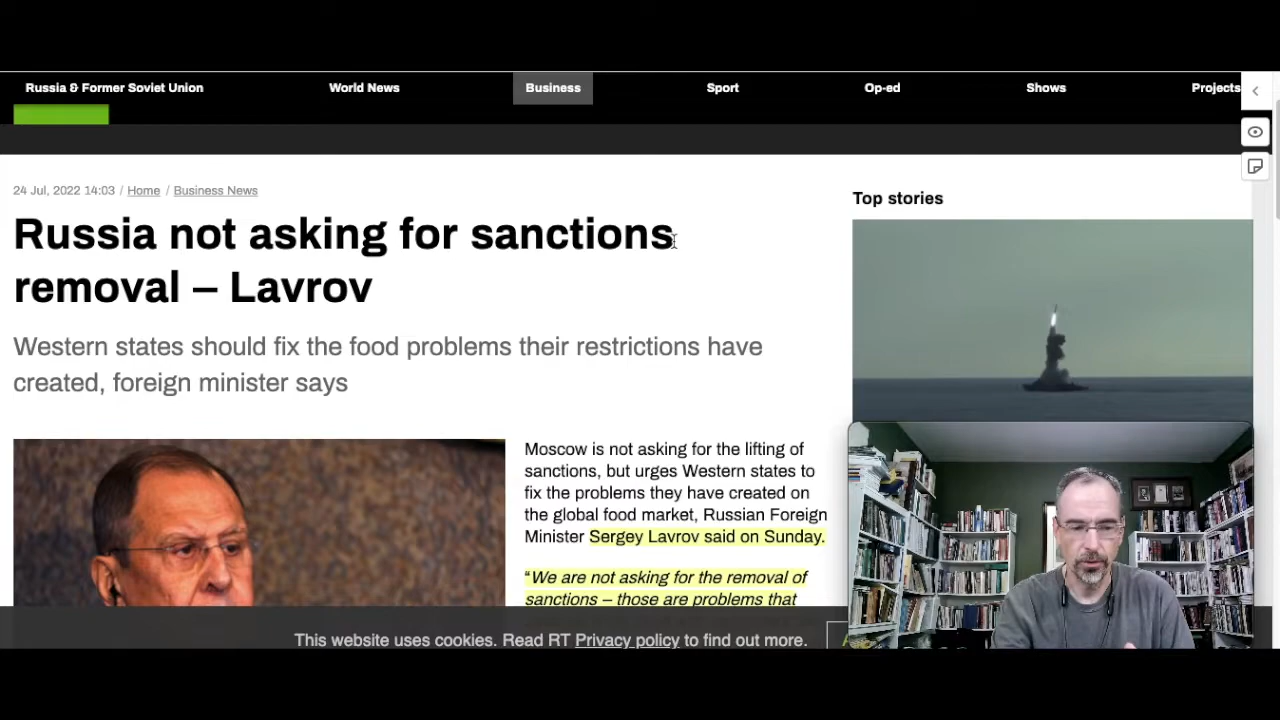 Russia & Former Soviet Union World News Business Sport Op-ed Shows Projects
24 Jul, 2022 14:03 / Home / Business News
Russia not asking for sanctions
removal – Lavrov
Western states should fix the food problems their restrictions have
created, foreign minister says
Moscow is not asking for the lifting of
sanctions, but urges Western states to
fix the problems they have created on
the global food market, Russian Foreign
Minister Sergey Lavrov said on Sunday.
“We are not asking for the removal of
sanctions – those are problems that
Top stories
This website uses cookies. Read RT Privacy policy to find out more.